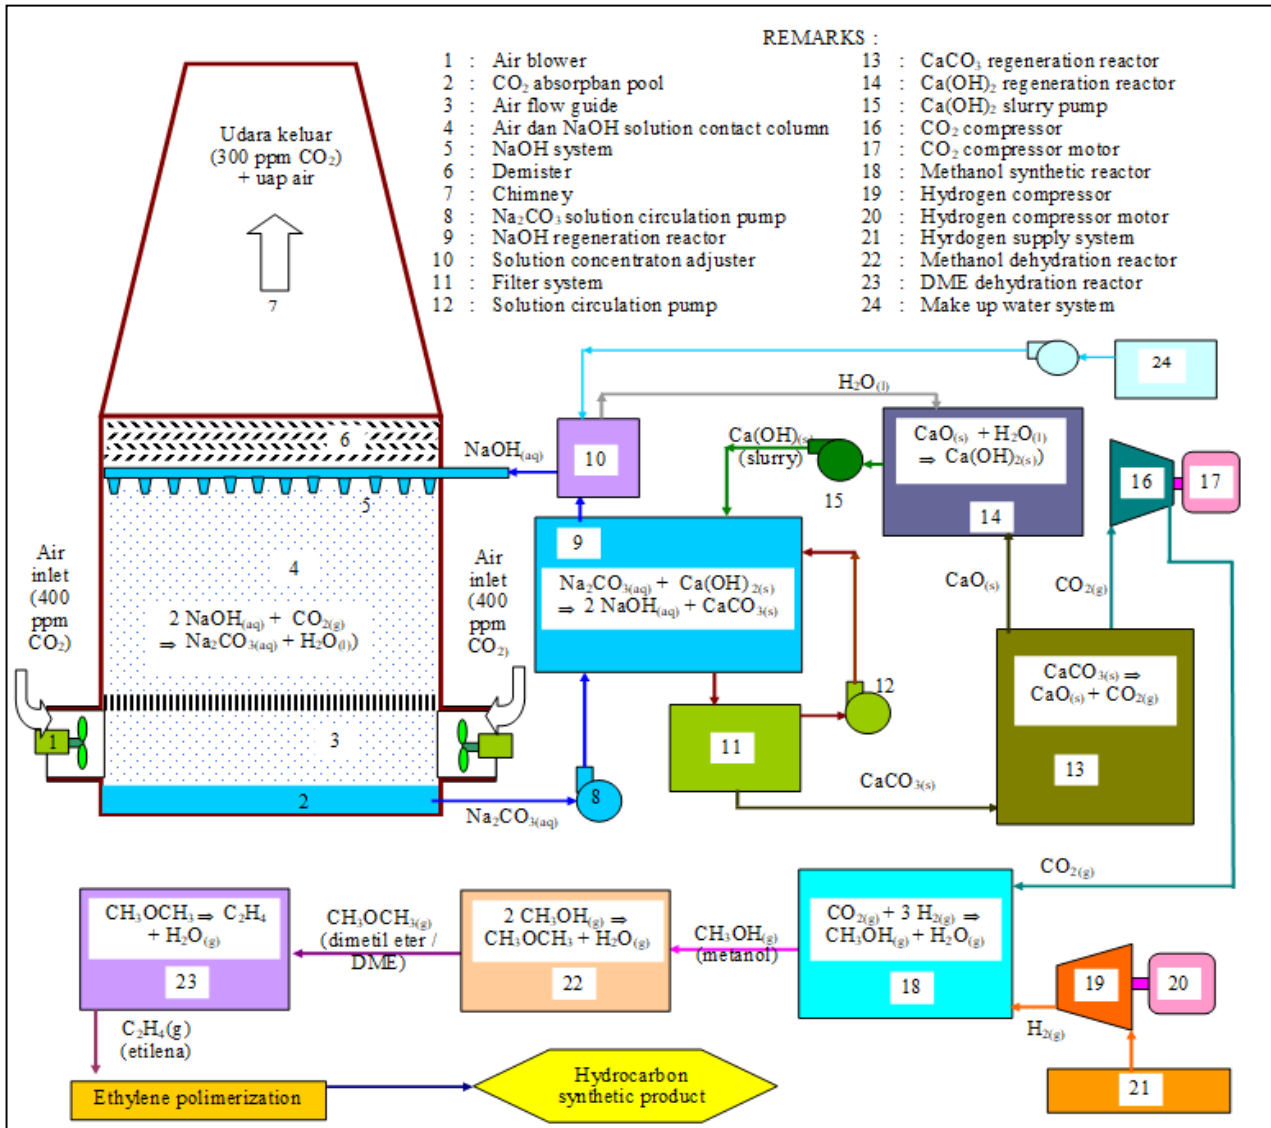 REMARKS :
1 : Air blower
2 : CO₂ absorpban pool
3 : Air flow guide
4 : Air dan NaOH solution contact column
5 : NaOH system
6 : Demister
7 : Chimney
8 : Na₂CO₃ solution circulation pump
9 : NaOH regeneration reactor
10 : Solution concentraton adjuster
11 : Filter system
12 : Solution circulation pump
13 : CaCO₃ regeneration reactor
14 : Ca(OH)₂ regeneration reactor
15 : Ca(OH)₂ slurry pump
16 : CO₂ compressor
17 : CO₂ compressor motor
18 : Methanol synthetic reactor
19 : Hydrogen compressor
20 : Hydrogen compressor motor
21 : Hyrdogen supply system
22 : Methanol dehydration reactor
23 : DME dehydration reactor
24 : Make up water system
Udara keluar
(300 ppm CO₂)
+ uap air
7
6
5
4
2 NaOH(aq) + CO₂(g)
⇒ Na₂CO₃(aq) + H₂O(l))
Air
inlet
(400
ppm
CO₂)
Air
inlet
(400
ppm
CO₂)
1
3
2
NaOH(aq)
10
H₂O(l)
24
Ca(OH)(s)
(slurry)
15
CaO(s) + H₂O(l)
⇒ Ca(OH)₂(s))
14
16
17
9
Na₂CO₃(aq) + Ca(OH)₂(s)
⇒ 2 NaOH(aq) + CaCO₃(s)
CaO(s)
CO₂(g)
CaCO₃(s) ⇒
CaO(s) + CO₂(g)
13
12
11
8
Na₂CO₃(aq)
CaCO₃(s)
CO₂(g)
CH₃OCH₃ ⇒ C₂H₄
+ H₂O(g)
23
CH₃OCH₃(g)
(dimetil eter /
DME)
2 CH₃OH(g) ⇒
CH₃OCH₃ + H₂O(g)
22
CH₃OH(g)
(metanol)
CO₂(g) + 3 H₂(g) ⇒
CH₃OH(g) + H₂O(g)
18
19
20
H₂(g)
21
C₂H₄(g)
(etilena)
Ethylene polimerization
Hydrocarbon
synthetic product